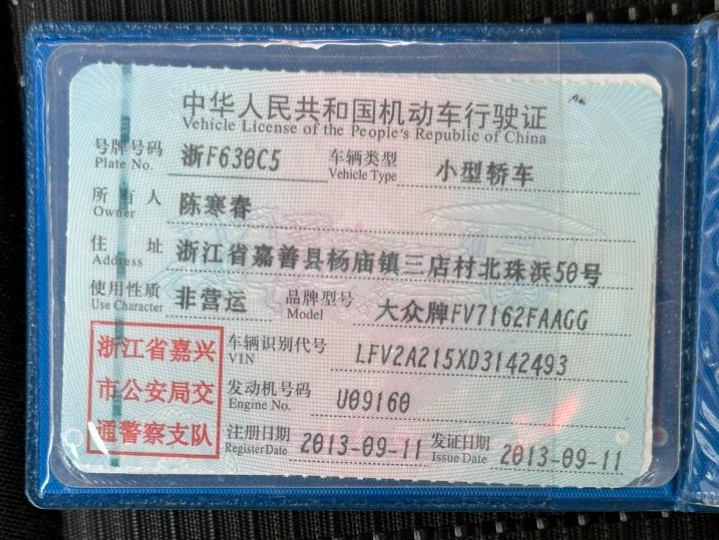 中华人民共和国机动车行驶证
Vehicle License of the People's Republic of China
号牌号码 浙F630C5 车辆类型 小型轿车
Plate No. Vehicle Type
所有人 陈寒春
Owner
住址 浙江省嘉善县杨庙镇三店村北珠浜50号
Address
使用性质 非营运 品牌型号 大众牌FV7162FAAGG
Use Character Model
浙江省嘉兴 车辆识别代号 LFV2A215XD3142493
VIN
市公安局交 发动机号码 U09160
Engine No.
通警察支队 注册日期 2013-09-11 发证日期 2013-09-11
Register Date Issue Date